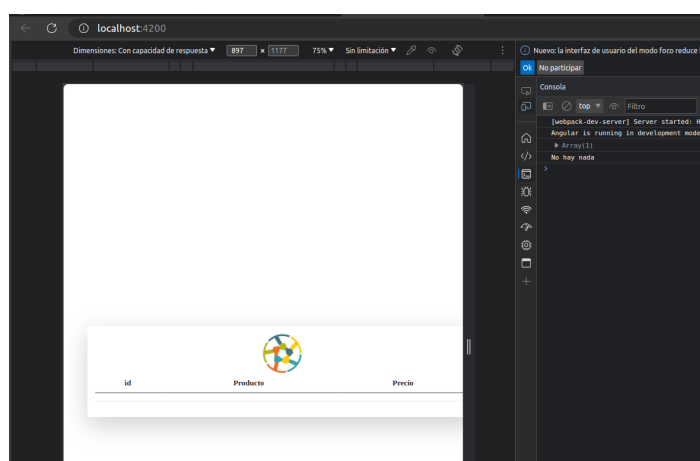 localhost:4200
Dimensiones: Con capacidad de respuesta ▼ 897 × 1177 75% ▼ Sin limitación ▼
Nuevo: la interfaz de usuario del modo foco reduce
Ok No participar
Consola
top ▼ Filtro
[webpack-dev-server] Server started: H
Angular is running in development mode
▶ Array(1)
No hay nada
id Producto Precio